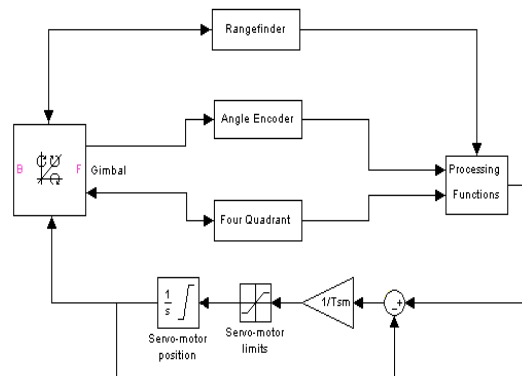 Rangefinder
Angle Encoder
B
F
Gimbal
Processing
Functions
Four Quadrant
1
s
1/Tsm
−
+
Servo-motor
position
Servo-motor
limits